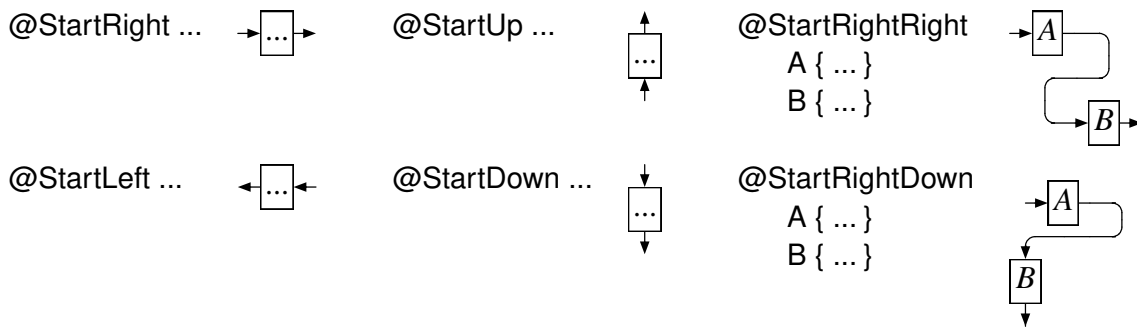 @StartRight ... ...
@StartUp ... ...
@StartRightRight A
A { ... }
B { ... } B
@StartLeft ... ...
@StartDown ... ...
@StartRightDown A
A { ... }
B { ... } B